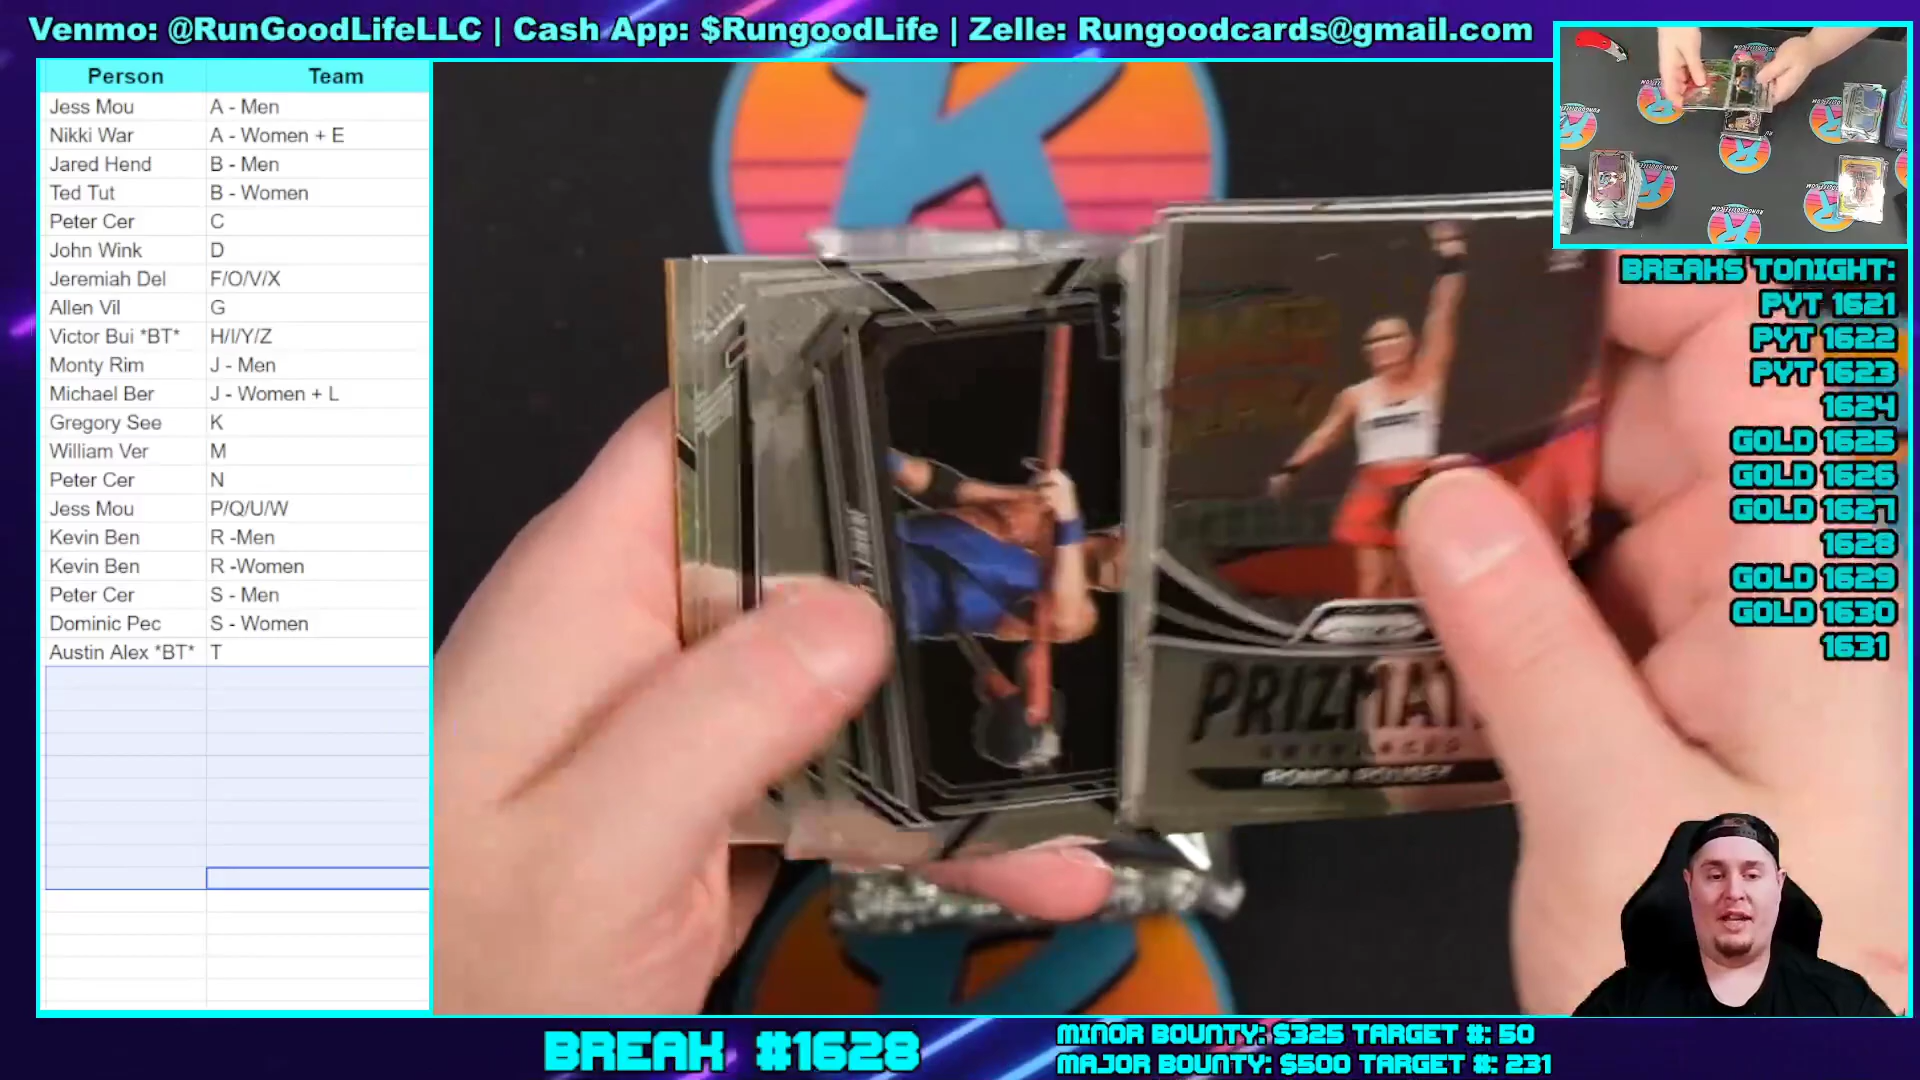 Venmo: @RunGoodLifeLLC | Cash App: $RungoodLife | Zelle: Rungoodcards@gmail.com
Person Team
Jess Mou A - Men
Nikki War A - Women + E
Jared Hend B - Men
Ted Tut B - Women
Peter Cer C
John Wink D
Jeremiah Del F/O/V/X
Allen Vil G
Victor Bui *BT* H/I/Y/Z
Monty Rim J - Men
Michael Ber J - Women + L
Gregory See K
William Ver M
Peter Cer N
Jess Mou P/Q/U/W
Kevin Ben R -Men
Kevin Ben R -Women
Peter Cer S - Men
Dominic Pec S - Women
Austin Alex *BT* T
BREAKS TONIGHT:
PYT 1621
PYT 1622
PYT 1623
1624
GOLD 1625
GOLD 1626
GOLD 1627
1628
GOLD 1629
GOLD 1630
1631
RONDA ROUSEY
BREAK #1628
MINOR BOUNTY: $325 TARGET #: 50
MAJOR BOUNTY: $500 TARGET #: 231